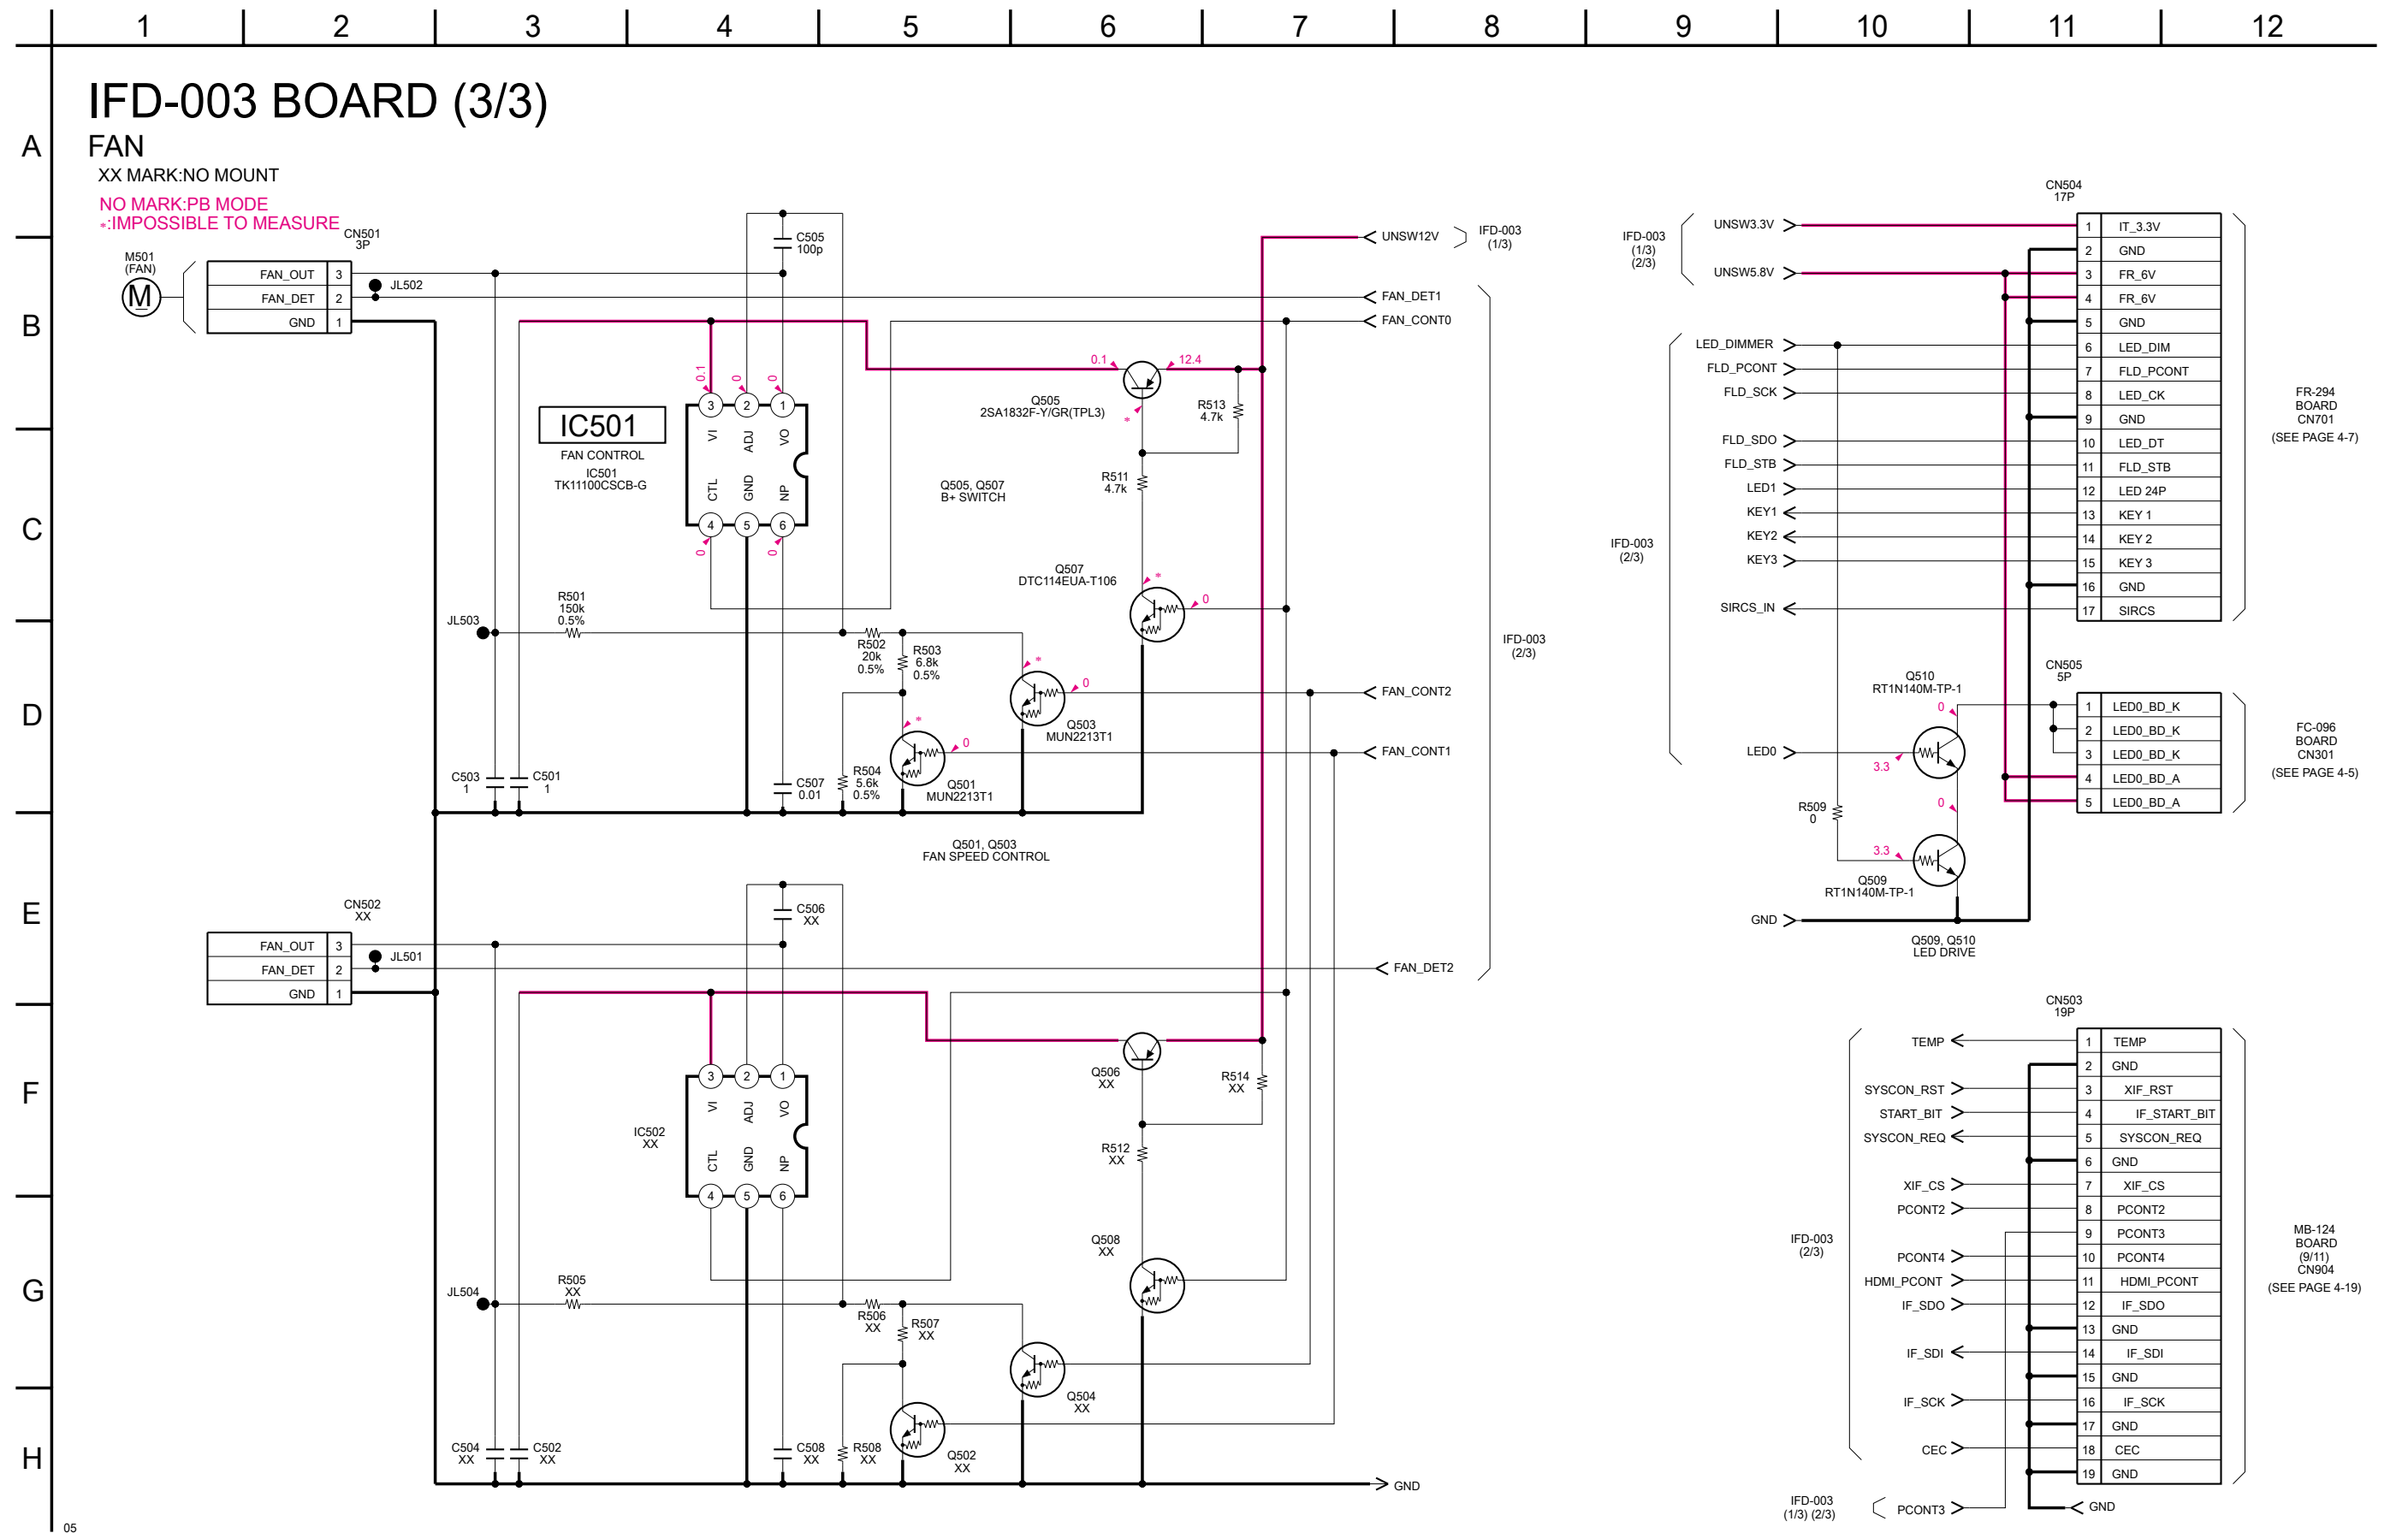 1 2 3 4 5 6 7 8 9 10 11 12
IFD-003 BOARD (3/3)
A
FAN
XX MARK:NO MOUNT
NO MARK:PB MODE
*:IMPOSSIBLE TO MEASURE
CN501
3P
M501
(FAN)
M
FAN_OUT 3
FAN_DET 2
GND 1
JL502
C505
100p
UNSW12V
IFD-003
(1/3)
FAN_DET1
FAN_CONT0
B
0.1
0
0
0.1
12.4
*
Q505
2SA1832F-Y/GR(TPL3)
R513
4.7k
IC501
FAN CONTROL
IC501
TK11100CSCB-G
3 2 1
VI ADJ VO
CTL GND NP
4 5 6
0
0
Q505, Q507
B+ SWITCH
R511
4.7k
C
Q507
DTC114EUA-T106
*
0
R501
150k
0.5%
JL503
R502
20k
0.5%
R503
6.8k
0.5%
*
0
IFD-003
(2/3)
FAN_CONT2
D
Q503
MUN2213T1
*
0
FAN_CONT1
C503
1
C501
1
C507
0.01
R504
5.6k
0.5%
Q501
MUN2213T1
Q501, Q503
FAN SPEED CONTROL
E
CN502
XX
FAN_OUT 3
FAN_DET 2
GND 1
JL501
C506
XX
FAN_DET2
F
3 2 1
VI ADJ VO
IC502
XX
CTL GND NP
4 5 6
Q506
XX
R514
XX
R512
XX
Q508
XX
G
JL504
R505
XX
R506
XX
R507
XX
Q504
XX
H
C504
XX
C502
XX
C508
XX
R508
XX
Q502
XX
GND
05
CN504
17P
IFD-003
(1/3)
(2/3)
UNSW3.3V
UNSW5.8V
LED_DIMMER
FLD_PCONT
FLD_SCK
FLD_SDO
FLD_STB
LED1
KEY1
KEY2
KEY3
SIRCS_IN
IFD-003
(2/3)
1 IT_3.3V
2 GND
3 FR_6V
4 FR_6V
5 GND
6 LED_DIM
7 FLD_PCONT
8 LED_CK
9 GND
10 LED_DT
11 FLD_STB
12 LED 24P
13 KEY 1
14 KEY 2
15 KEY 3
16 GND
17 SIRCS
FR-294
BOARD
CN701
(SEE PAGE 4-7)
Q510
RT1N140M-TP-1
0
LED0
3.3
R509
0
0
3.3
Q509
RT1N140M-TP-1
GND
Q509, Q510
LED DRIVE
CN505
5P
1 LED0_BD_K
2 LED0_BD_K
3 LED0_BD_K
4 LED0_BD_A
5 LED0_BD_A
FC-096
BOARD
CN301
(SEE PAGE 4-5)
CN503
19P
TEMP
SYSCON_RST
START_BIT
SYSCON_REQ
XIF_CS
PCONT2
IFD-003
(2/3)
PCONT4
HDMI_PCONT
IF_SDO
IF_SDI
IF_SCK
CEC
1 TEMP
2 GND
3 XIF_RST
4 IF_START_BIT
5 SYSCON_REQ
6 GND
7 XIF_CS
8 PCONT2
9 PCONT3
10 PCONT4
11 HDMI_PCONT
12 IF_SDO
13 GND
14 IF_SDI
15 GND
16 IF_SCK
17 GND
18 CEC
19 GND
MB-124
BOARD
(9/11)
CN904
(SEE PAGE 4-19)
IFD-003
(1/3) (2/3)
PCONT3
GND